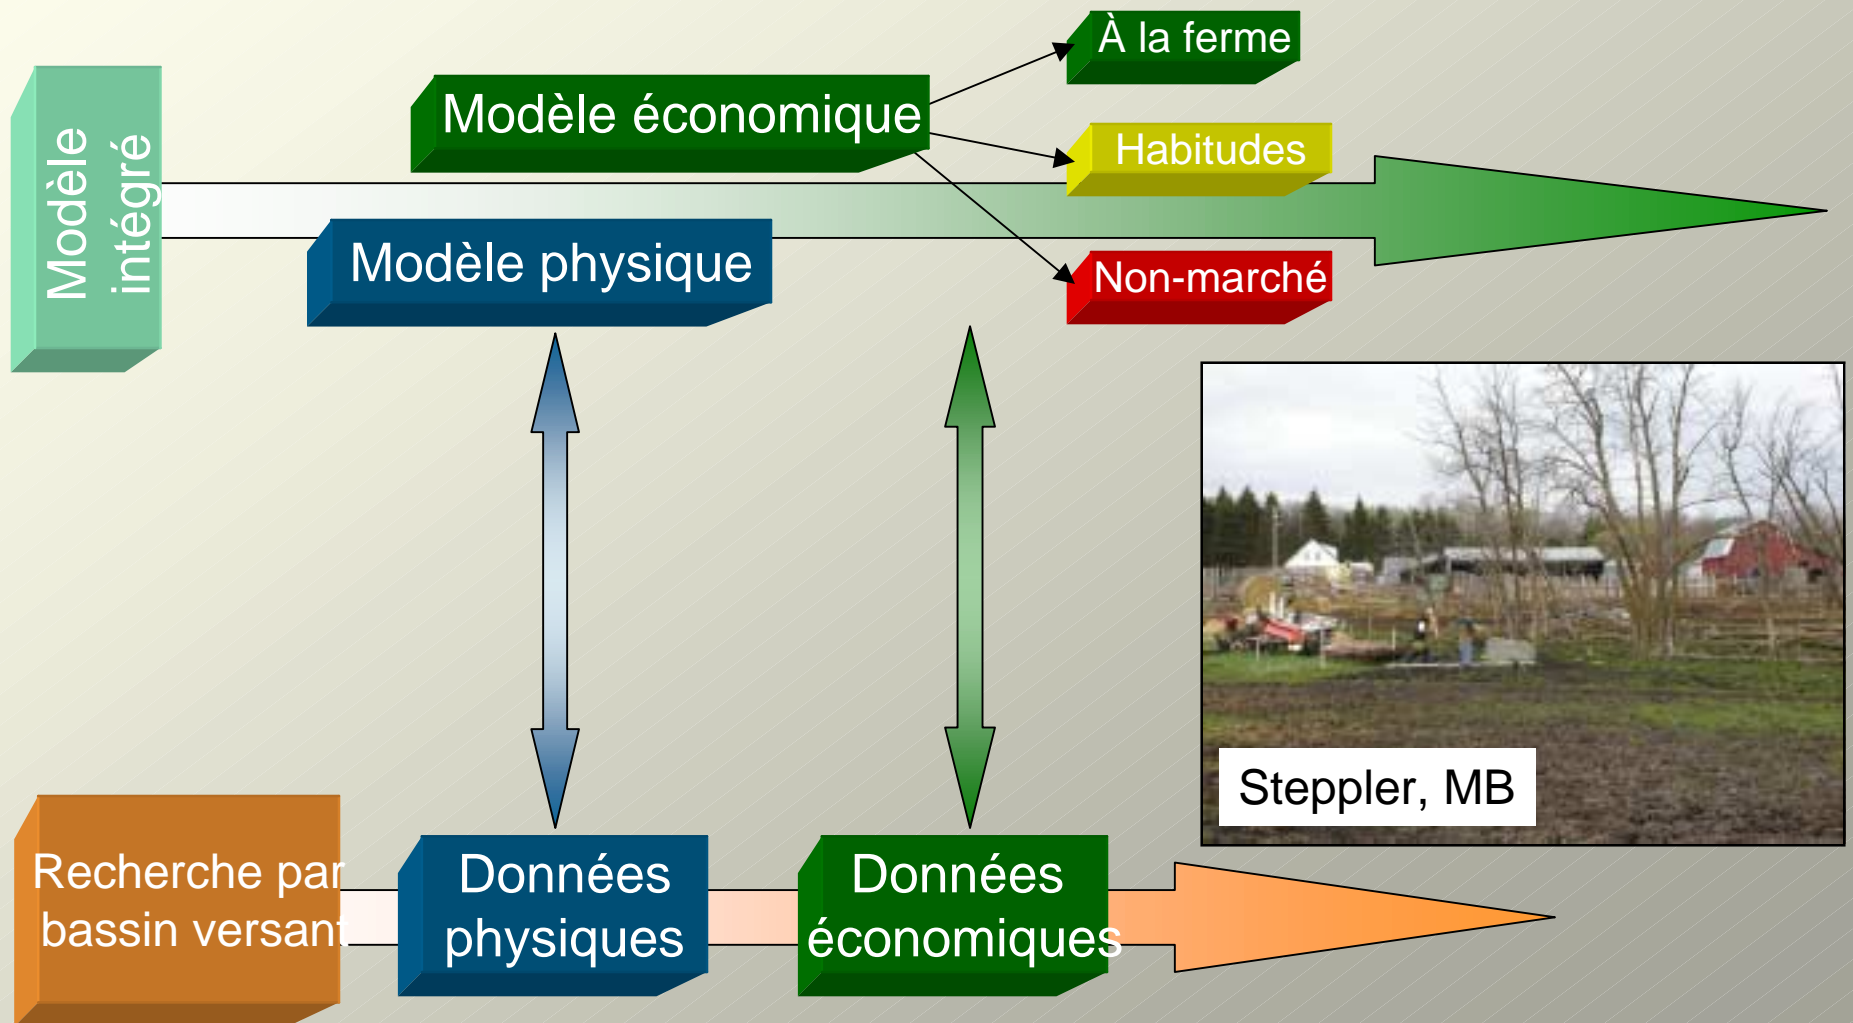 À la ferme
Modèle économique
Habitudes
Modèle
intégré
Modèle physique
Non-marché
Steppler, MB
Recherche par
bassin versant
Données
physiques
Données
économiques